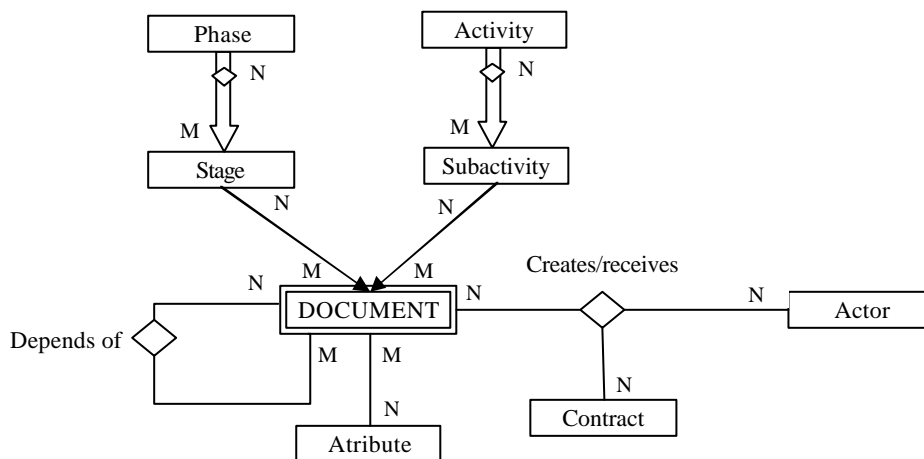 Phase
Activity
N
N
M
M
Stage
Subactivity
N
N
M
M
Creates/receives
N
DOCUMENT
N
N
Actor
Depends of
M
M
N
N
Contract
Atribute